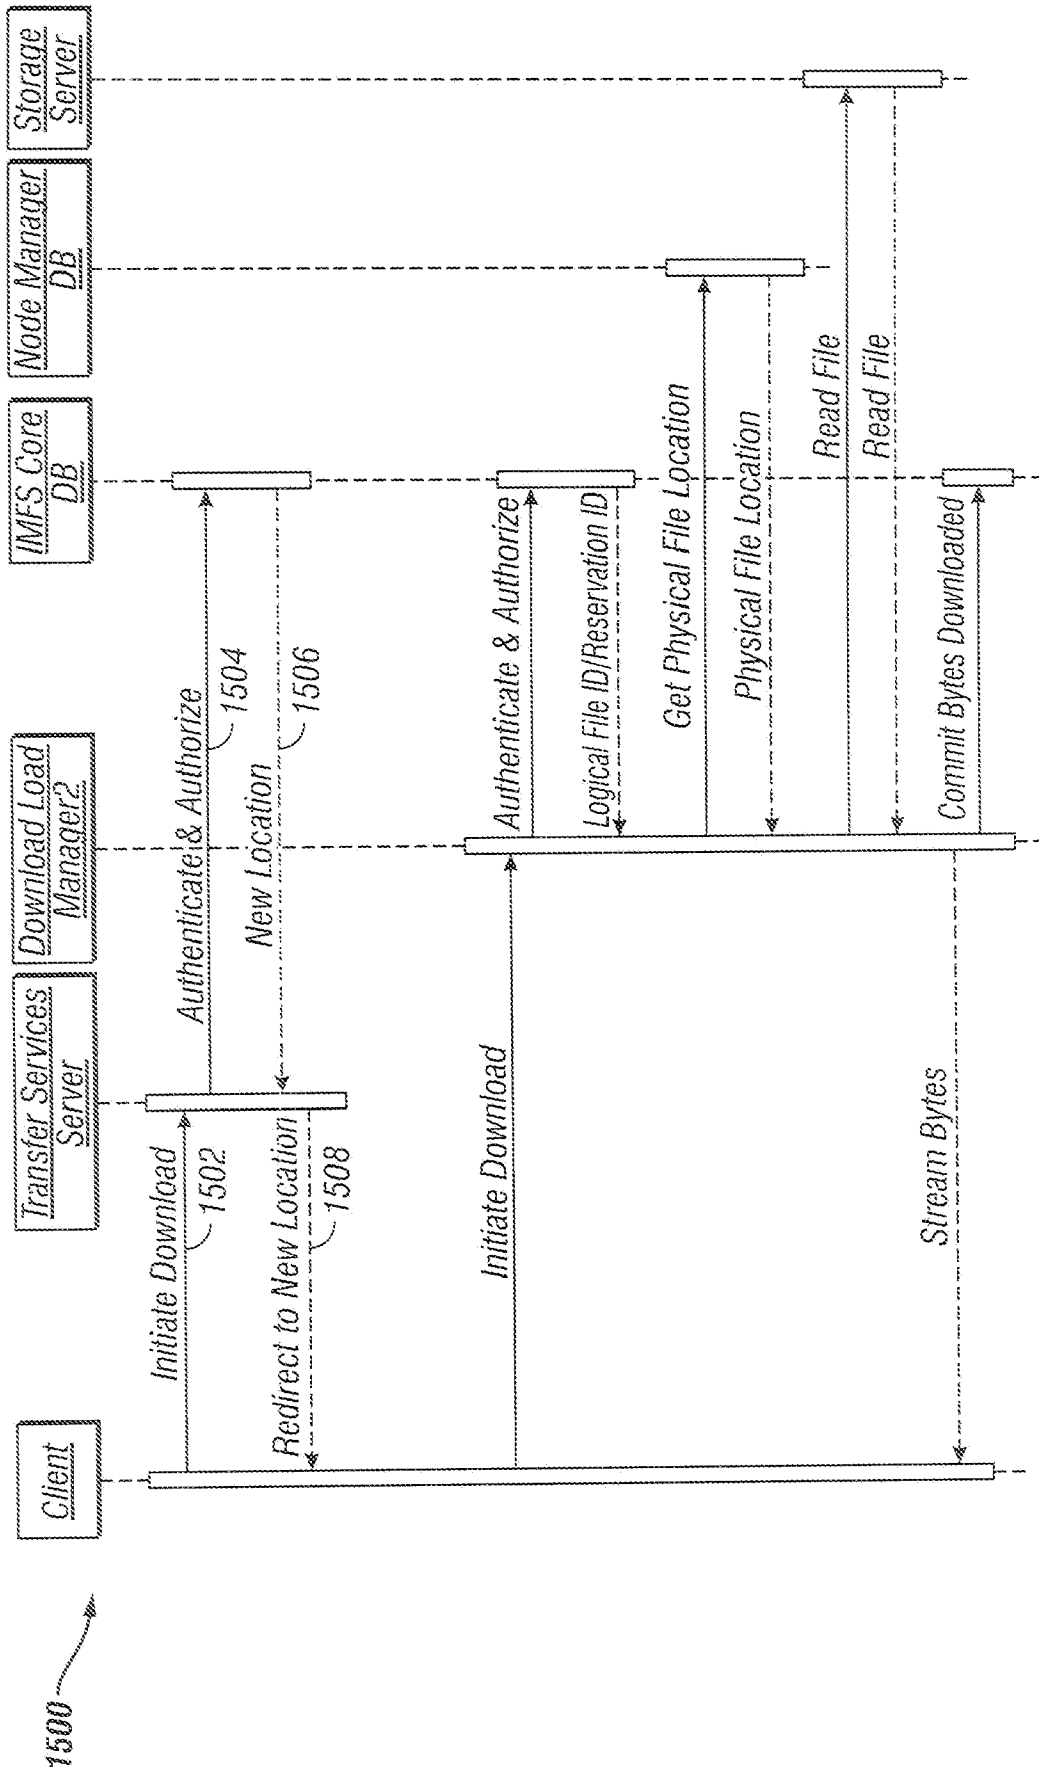 1500
Client
Transfer Services
Server
Download Load
Manager2
IMFS Core
DB
Node Manager
DB
Storage
Server
Initiate Download
1502
Authenticate & Authorize
1504
New Location
1506
Redirect to New Location
1508
Initiate Download
Authenticate & Authorize
Logical File ID/Reservation ID
Get Physical File Location
Physical File Location
Read File
Read File
Stream Bytes
Commit Bytes Downloaded